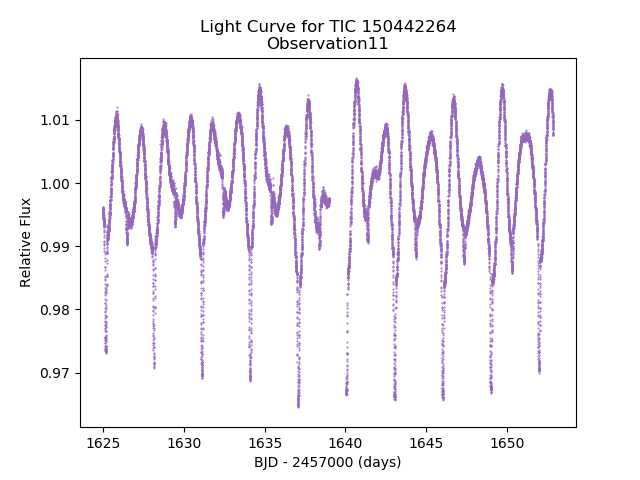 Light Curve for TIC 150442264
Observation11
Relative Flux
1.01
1.00
0.99
0.98
0.97
1625 1630 1635 1640 1645 1650
BJD - 2457000 (days)